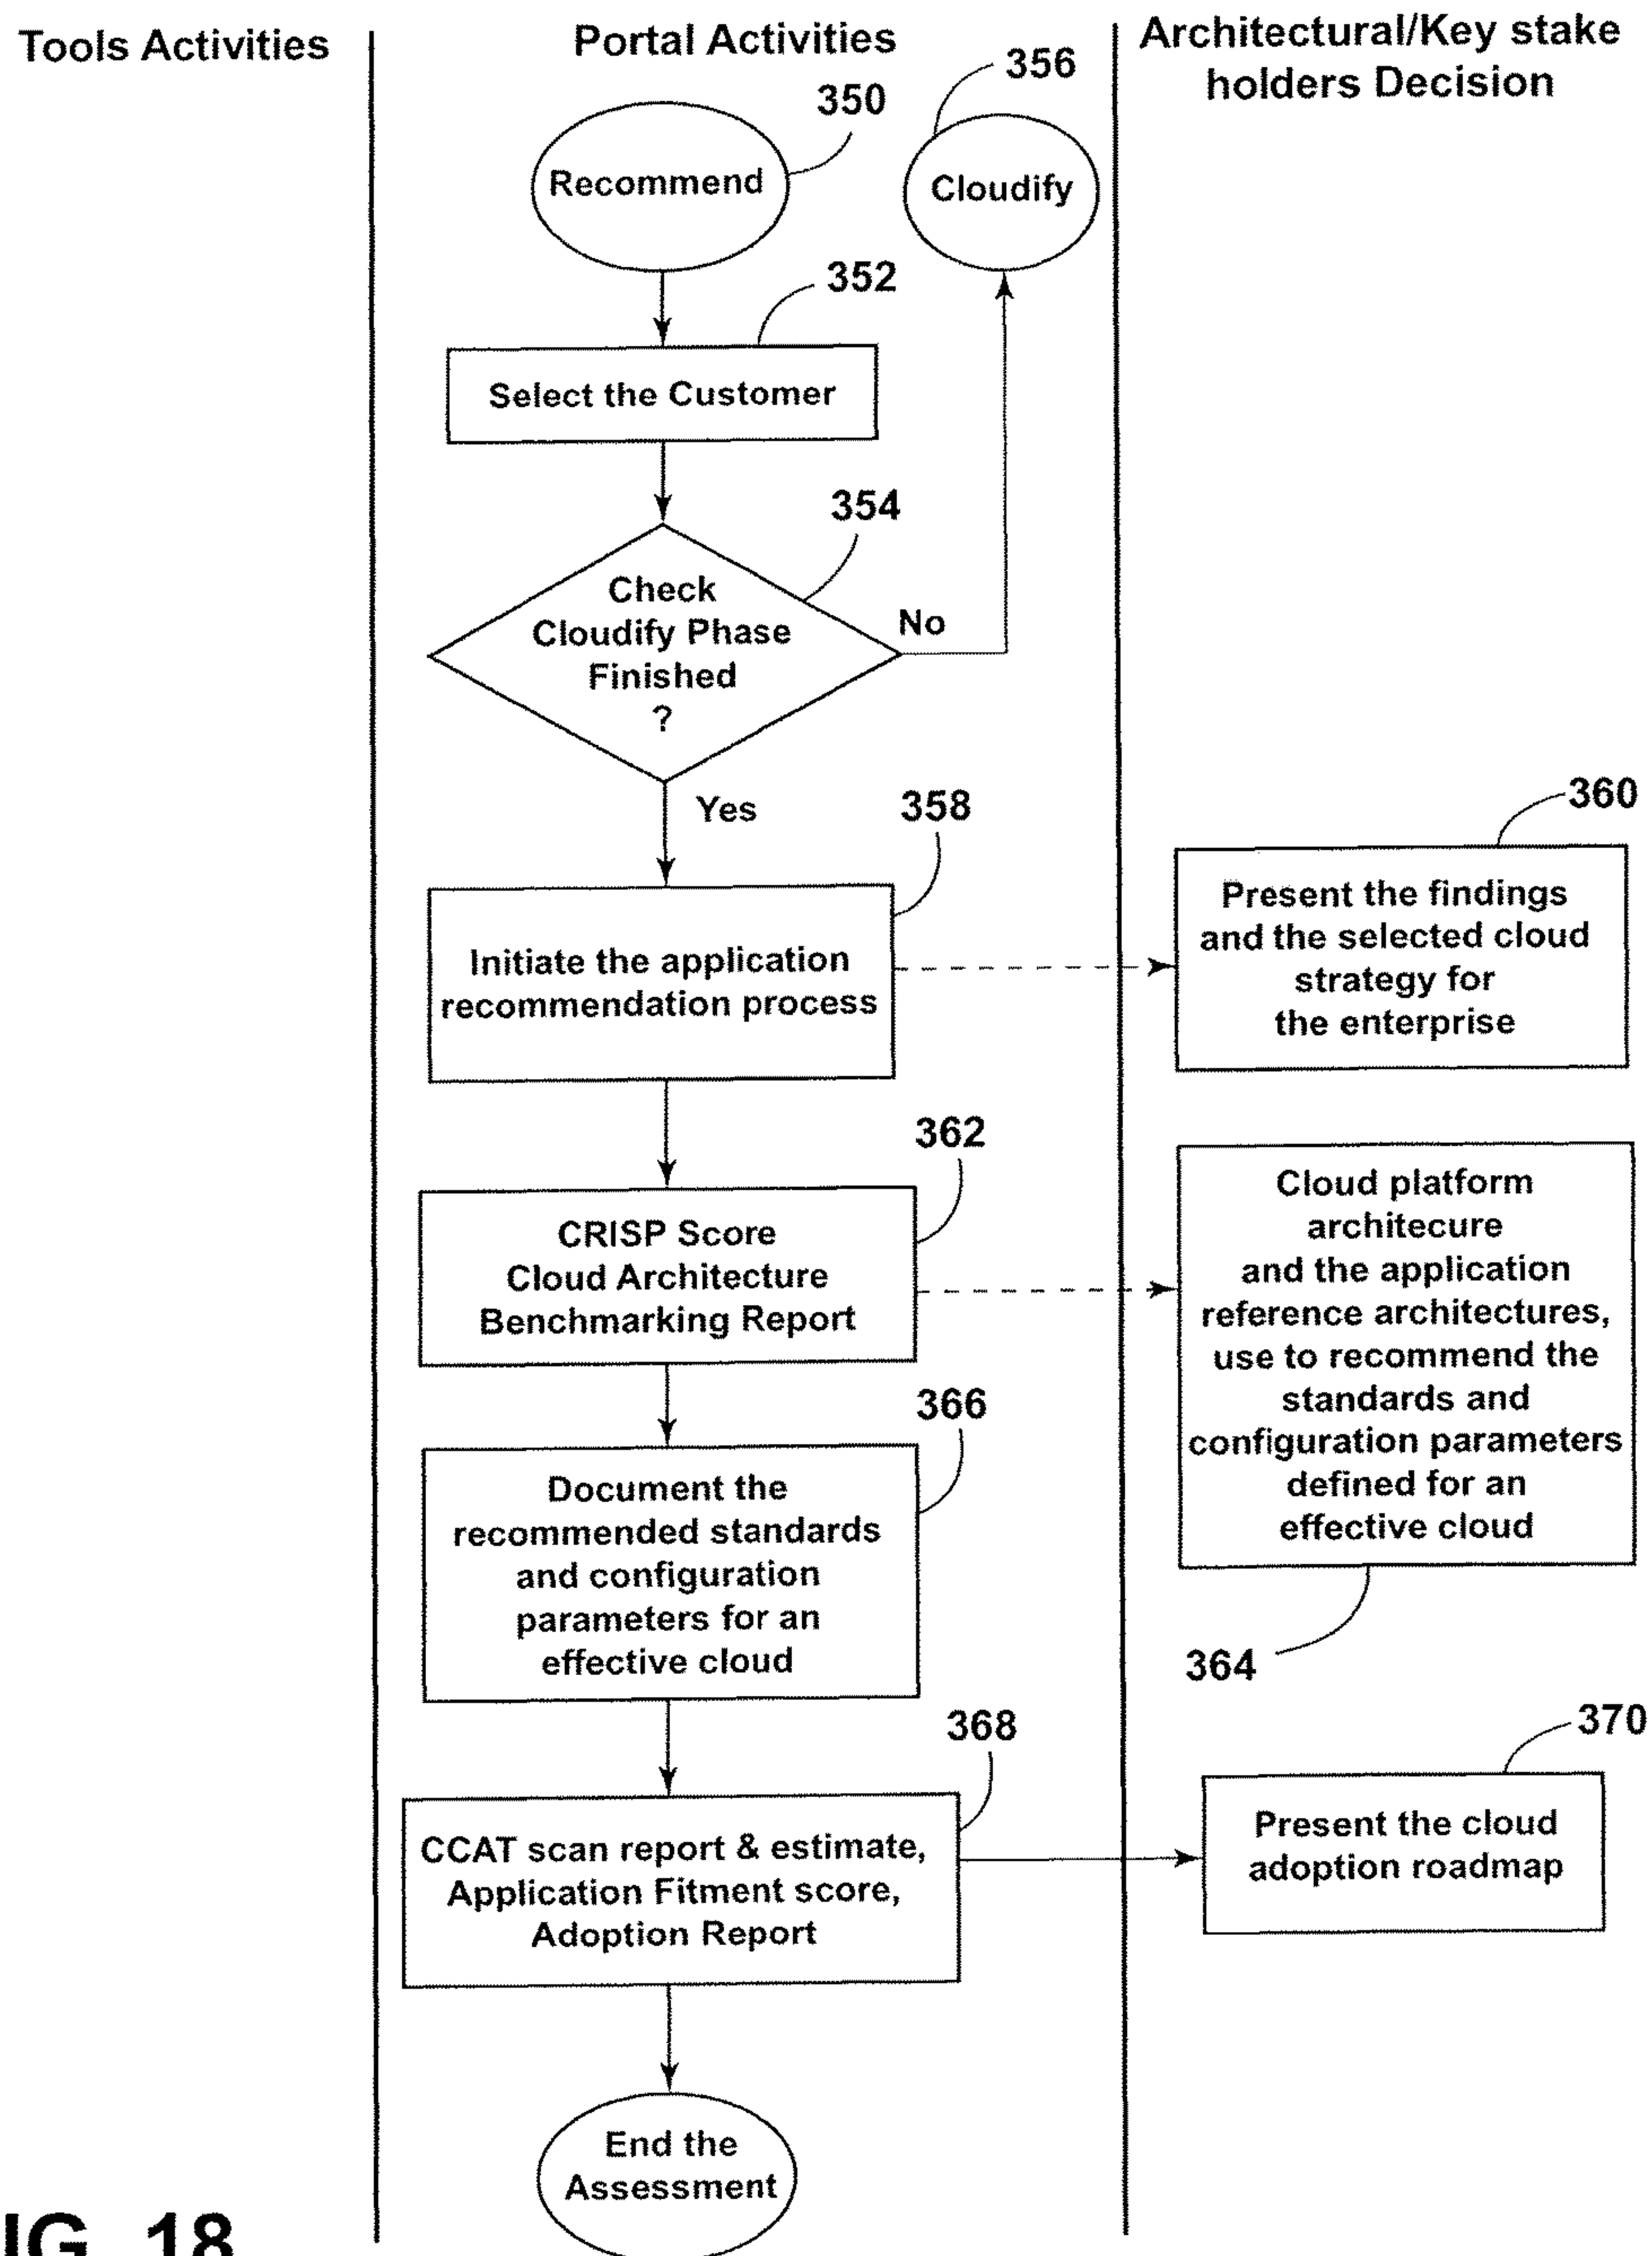 Tools Activities
Portal Activities
Architectural/Key stake
holders Decision
350
356
Recommend
Cloudify
352
Select the Customer
354
Check
Cloudify Phase
Finished
?
No
Yes
358
360
Initiate the application
recommendation process
Present the findings
and the selected cloud
strategy for
the enterprise
362
CRISP Score
Cloud Architecture
Benchmarking Report
Cloud platform
architecure
and the application
reference architectures,
use to recommend the
standards and
configuration parameters
defined for an
effective cloud
364
366
Document the
recommended standards
and configuration
parameters for an
effective cloud
368
370
CCAT scan report & estimate,
Application Fitment score,
Adoption Report
Present the cloud
adoption roadmap
End the
Assessment
IG. 18